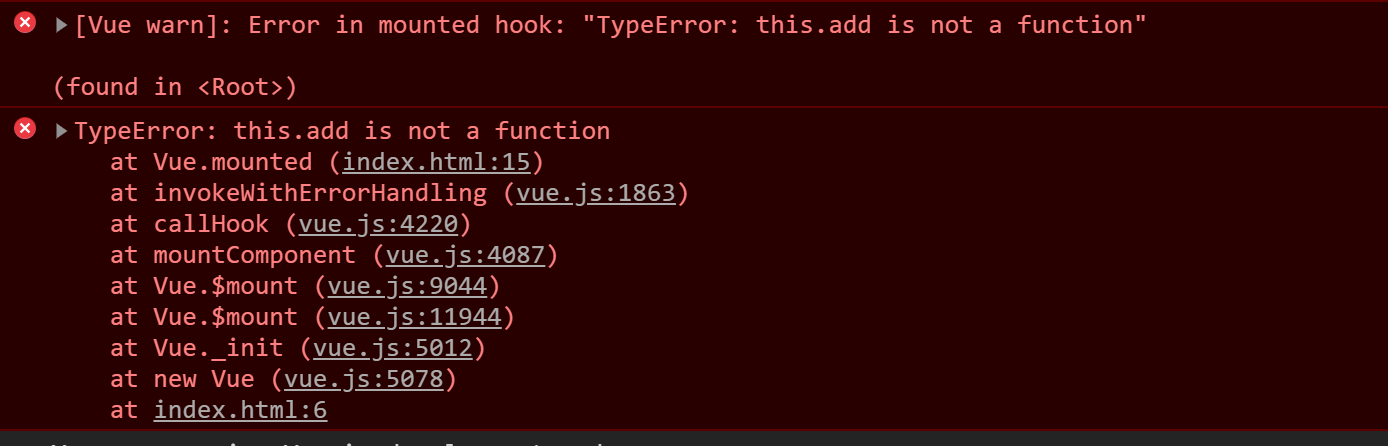 [Vue warn]: Error in mounted hook: "TypeError: this.add is not a function"
(found in <Root>)
TypeError: this.add is not a function
at Vue.mounted (index.html:15)
at invokeWithErrorHandling (vue.js:1863)
at callHook (vue.js:4220)
at mountComponent (vue.js:4087)
at Vue.$mount (vue.js:9044)
at Vue.$mount (vue.js:11944)
at Vue._init (vue.js:5012)
at new Vue (vue.js:5078)
at index.html:6